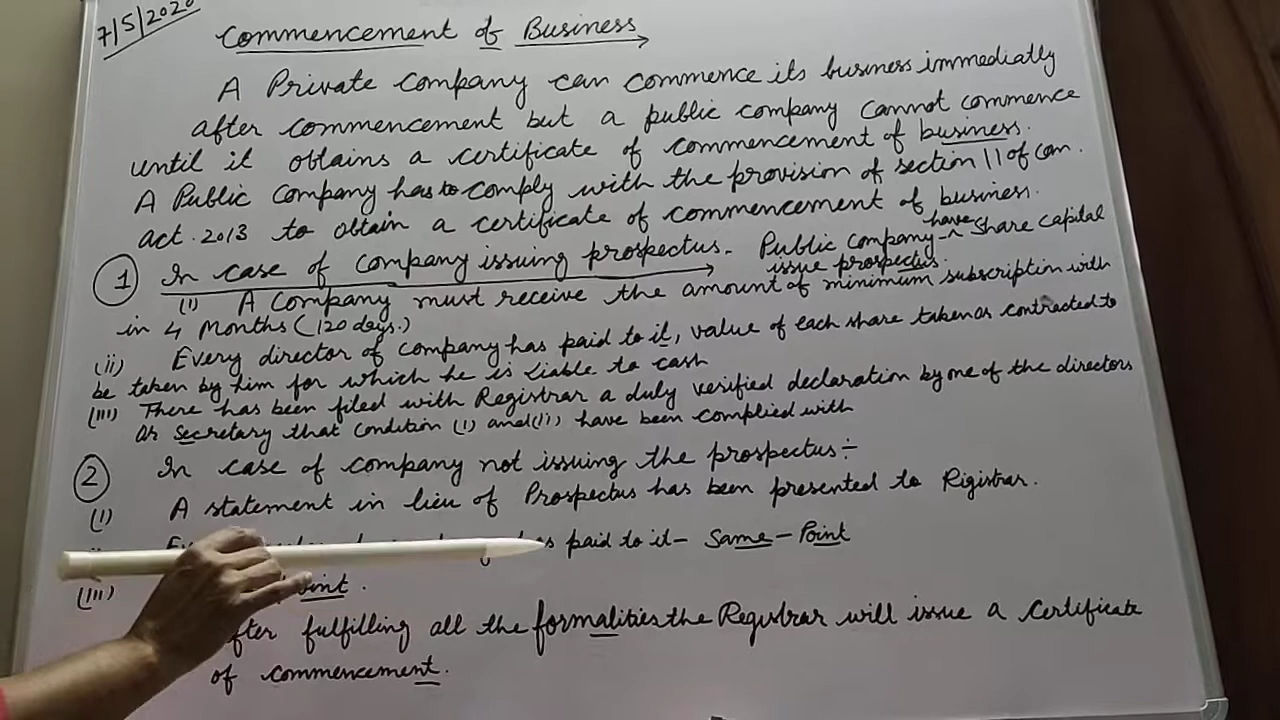 7/5/2020
Commencement of Business
A Private company can commence its business immediatly
after commencement but a public company cannot commence
until it obtains a certificate of commencement of business.
A Public Company has to comply with the provision of section 11 of com.
act. 2013 to obtain a certificate of commencement of business.
1 In case of company issuing prospectus. Public company have share capital
issue prospectus.
(i) A Company must receive the amount of minimum subscription with
in 4 Months (120 days.)
(ii) Every director of company has paid to it, value of each share taken or contracted to
be taken by him for which he is liable to cash
(iii) There has been filed with Registrar a duly verified declaration by one of the directors
or secretary that condition (i) and (ii) have been complied with
2 In case of company not issuing the prospectus÷
(i) A statement in lieu of Prospectus has been presented to Rigistrar.
paid to it- Same-Point
(iii)
After fulfilling all the formalities the Registrar will issue a certificate
of commencement.